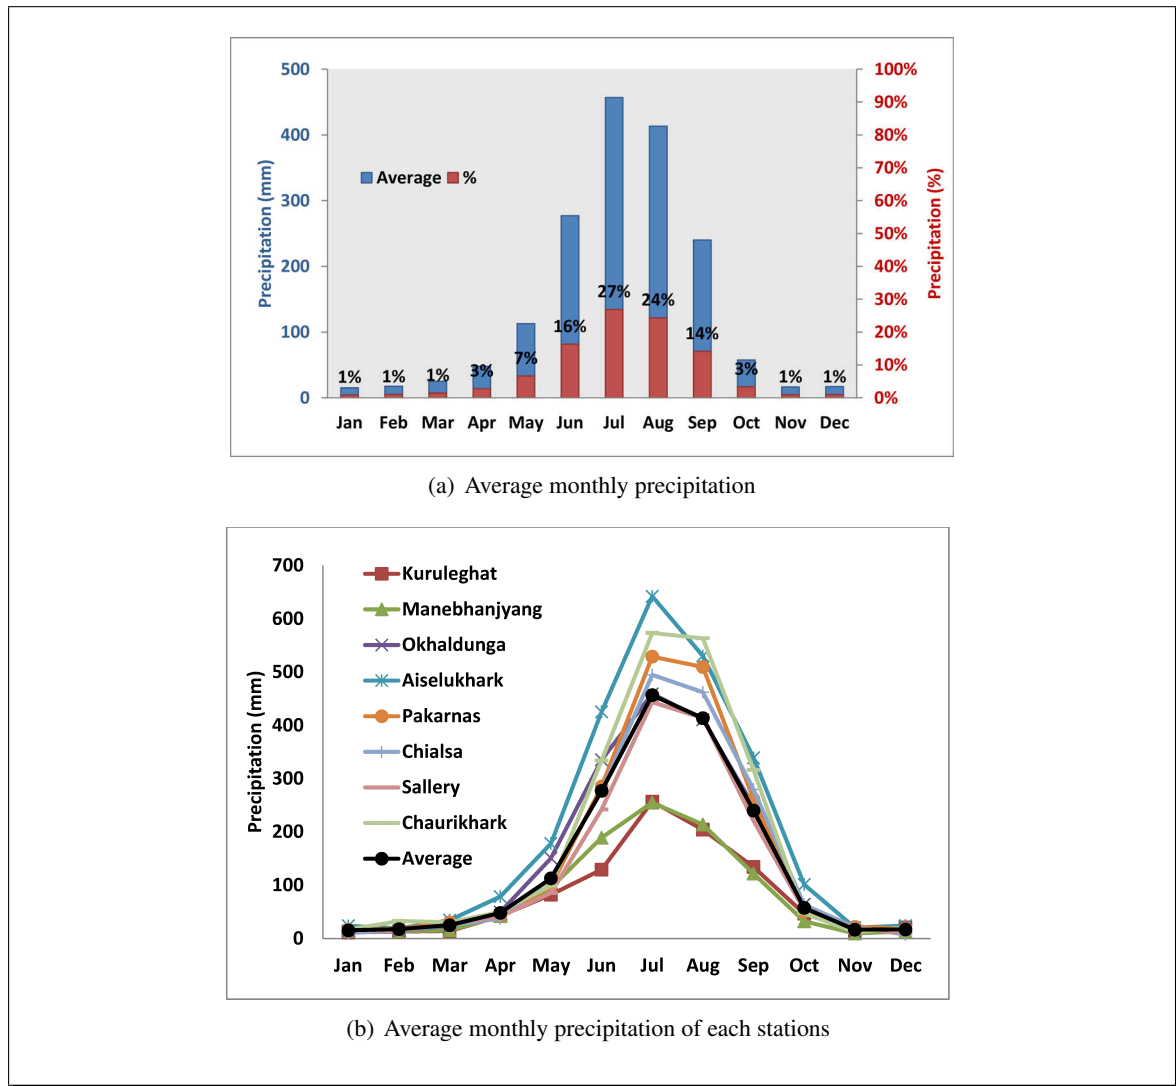 500
400
300
200
100
0
Precipitation (mm)
Average
%
100%
90%
80%
70%
60%
50%
40%
30%
20%
10%
0%
Precipitation (%)
1%
1%
1%
3%
7%
16%
27%
24%
14%
3%
1%
1%
Jan Feb Mar Apr May Jun Jul Aug Sep Oct Nov Dec
(a) Average monthly precipitation
700
600
500
400
300
200
100
0
Precipitation (mm)
Kuruleghat
Manebhanjyang
Okhaldunga
Aiselukhark
Pakarnas
Chialsa
Sallery
Chaurikhark
Average
Jan Feb Mar Apr May Jun Jul Aug Sep Oct Nov Dec
(b) Average monthly precipitation of each stations